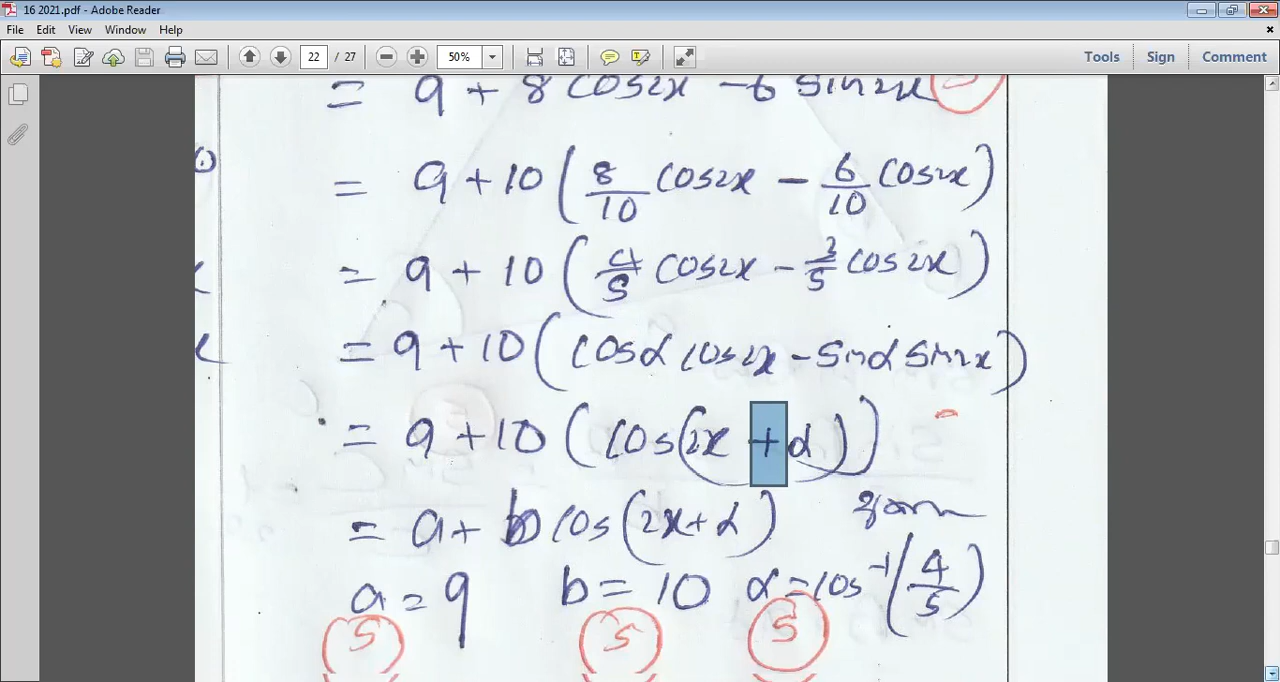 16 2021.pdf - Adobe Reader
File Edit View Window Help
22 / 27 50% Tools Sign Comment
= 9 + 8 cos2x - 6 sin2x 5
= 9 + 10 ( 8/10 cos2x - 6/10 cos2x )
= 9 + 10 ( 4/5 cos2x - 3/5 cos2x )
= 9 + 10 ( cosα cos2x - sinα sin2x )
= 9 + 10 ( cos(2x + α) )
= a + b cos(2x + α)
a = 9 b = 10 α = cos⁻¹(4/5)
5 5 5